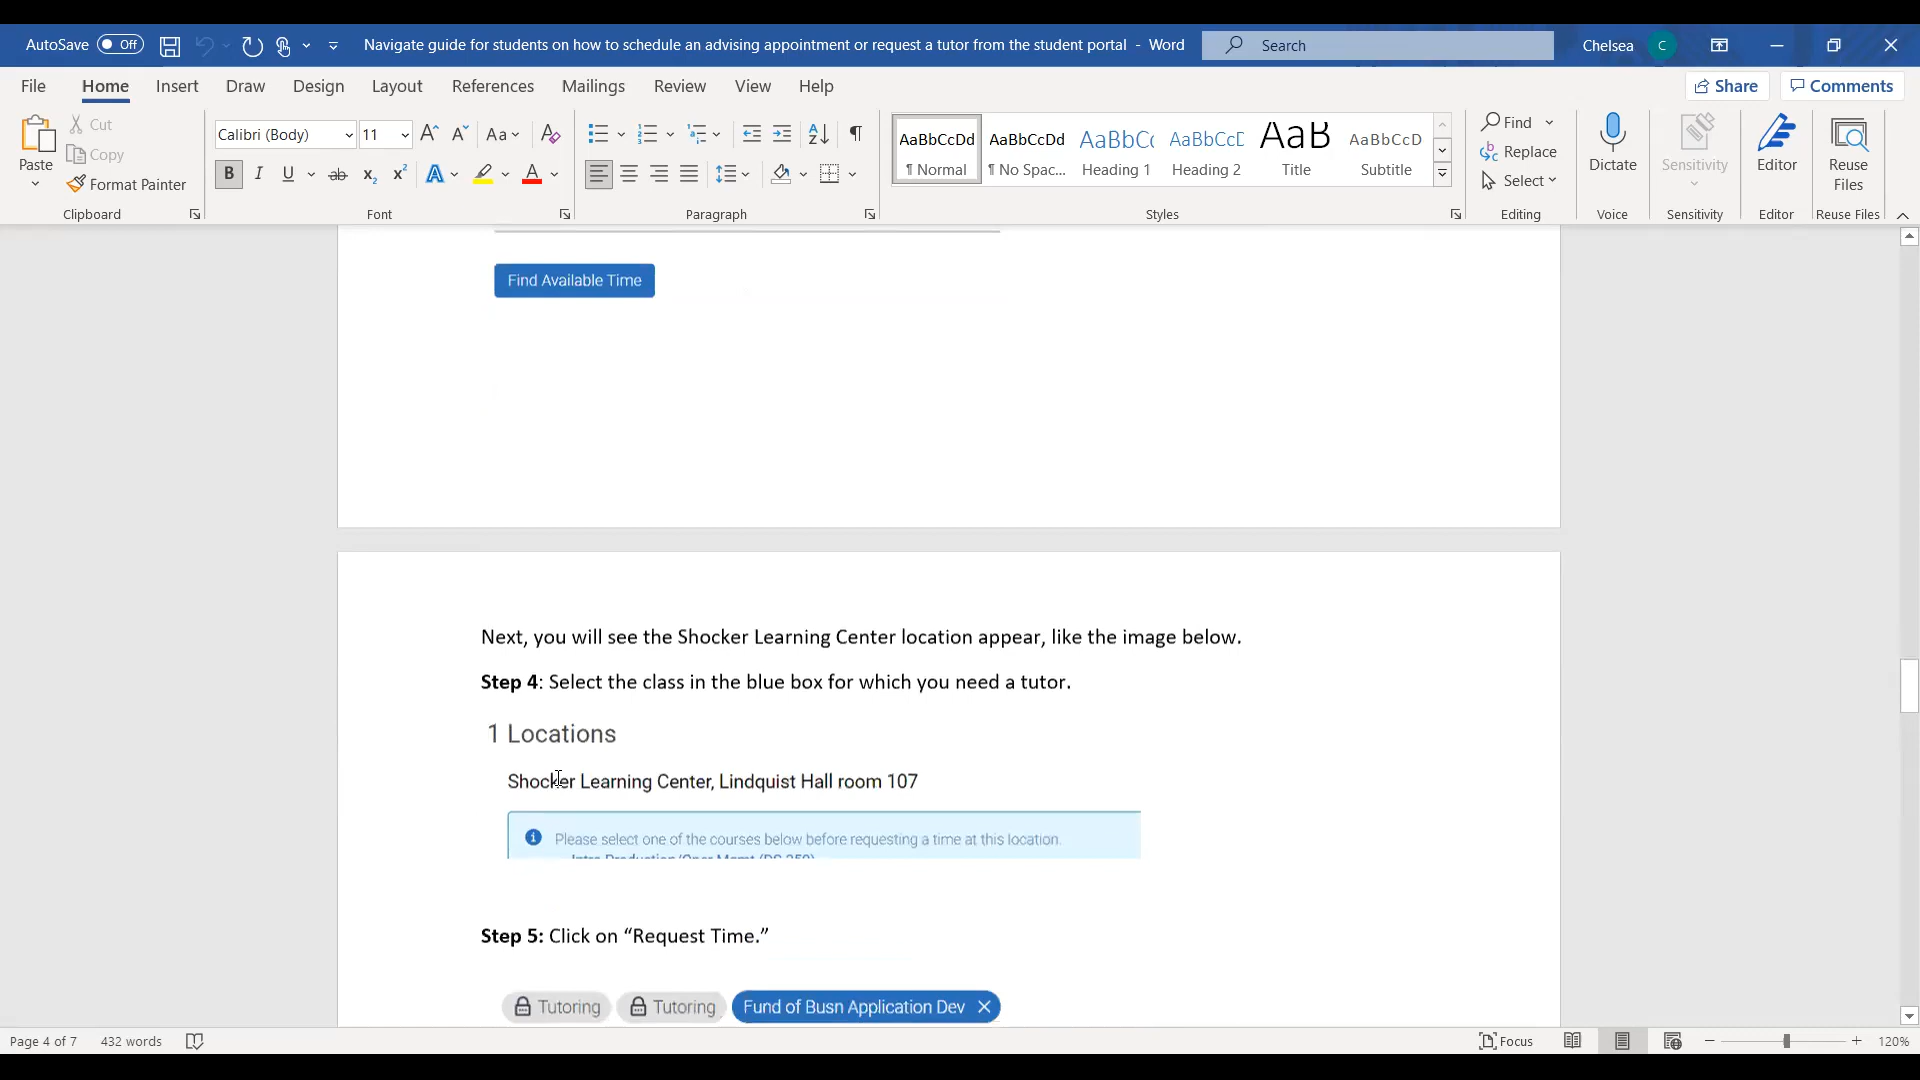 AutoSave Off Navigate guide for students on how to schedule an advising appointment or request a tutor from the student portal - Word Search Chelsea C
File Home Insert Draw Design Layout References Mailings Review View Help Share Comments
Paste Cut Copy Format Painter
Calibri (Body) 11 Aa
B I U ab x₂ x² A A
AaBbCcDd AaBbCcDd AaBbCc AaBbCcD AaB AaBbCcD
¶ Normal ¶ No Spac... Heading 1 Heading 2 Title Subtitle
Find Replace Select
Dictate Sensitivity Editor Reuse Files
Clipboard Font Paragraph Styles Editing Voice Sensitivity Editor Reuse Files
Find Available Time
Next, you will see the Shocker Learning Center location appear, like the image below.
Step 4: Select the class in the blue box for which you need a tutor.
1 Locations
Shocker Learning Center, Lindquist Hall room 107
Please select one of the courses below before requesting a time at this location.
Step 5: Click on “Request Time.”
Tutoring Tutoring Fund of Busn Application Dev
Page 4 of 7 432 words Focus 120%